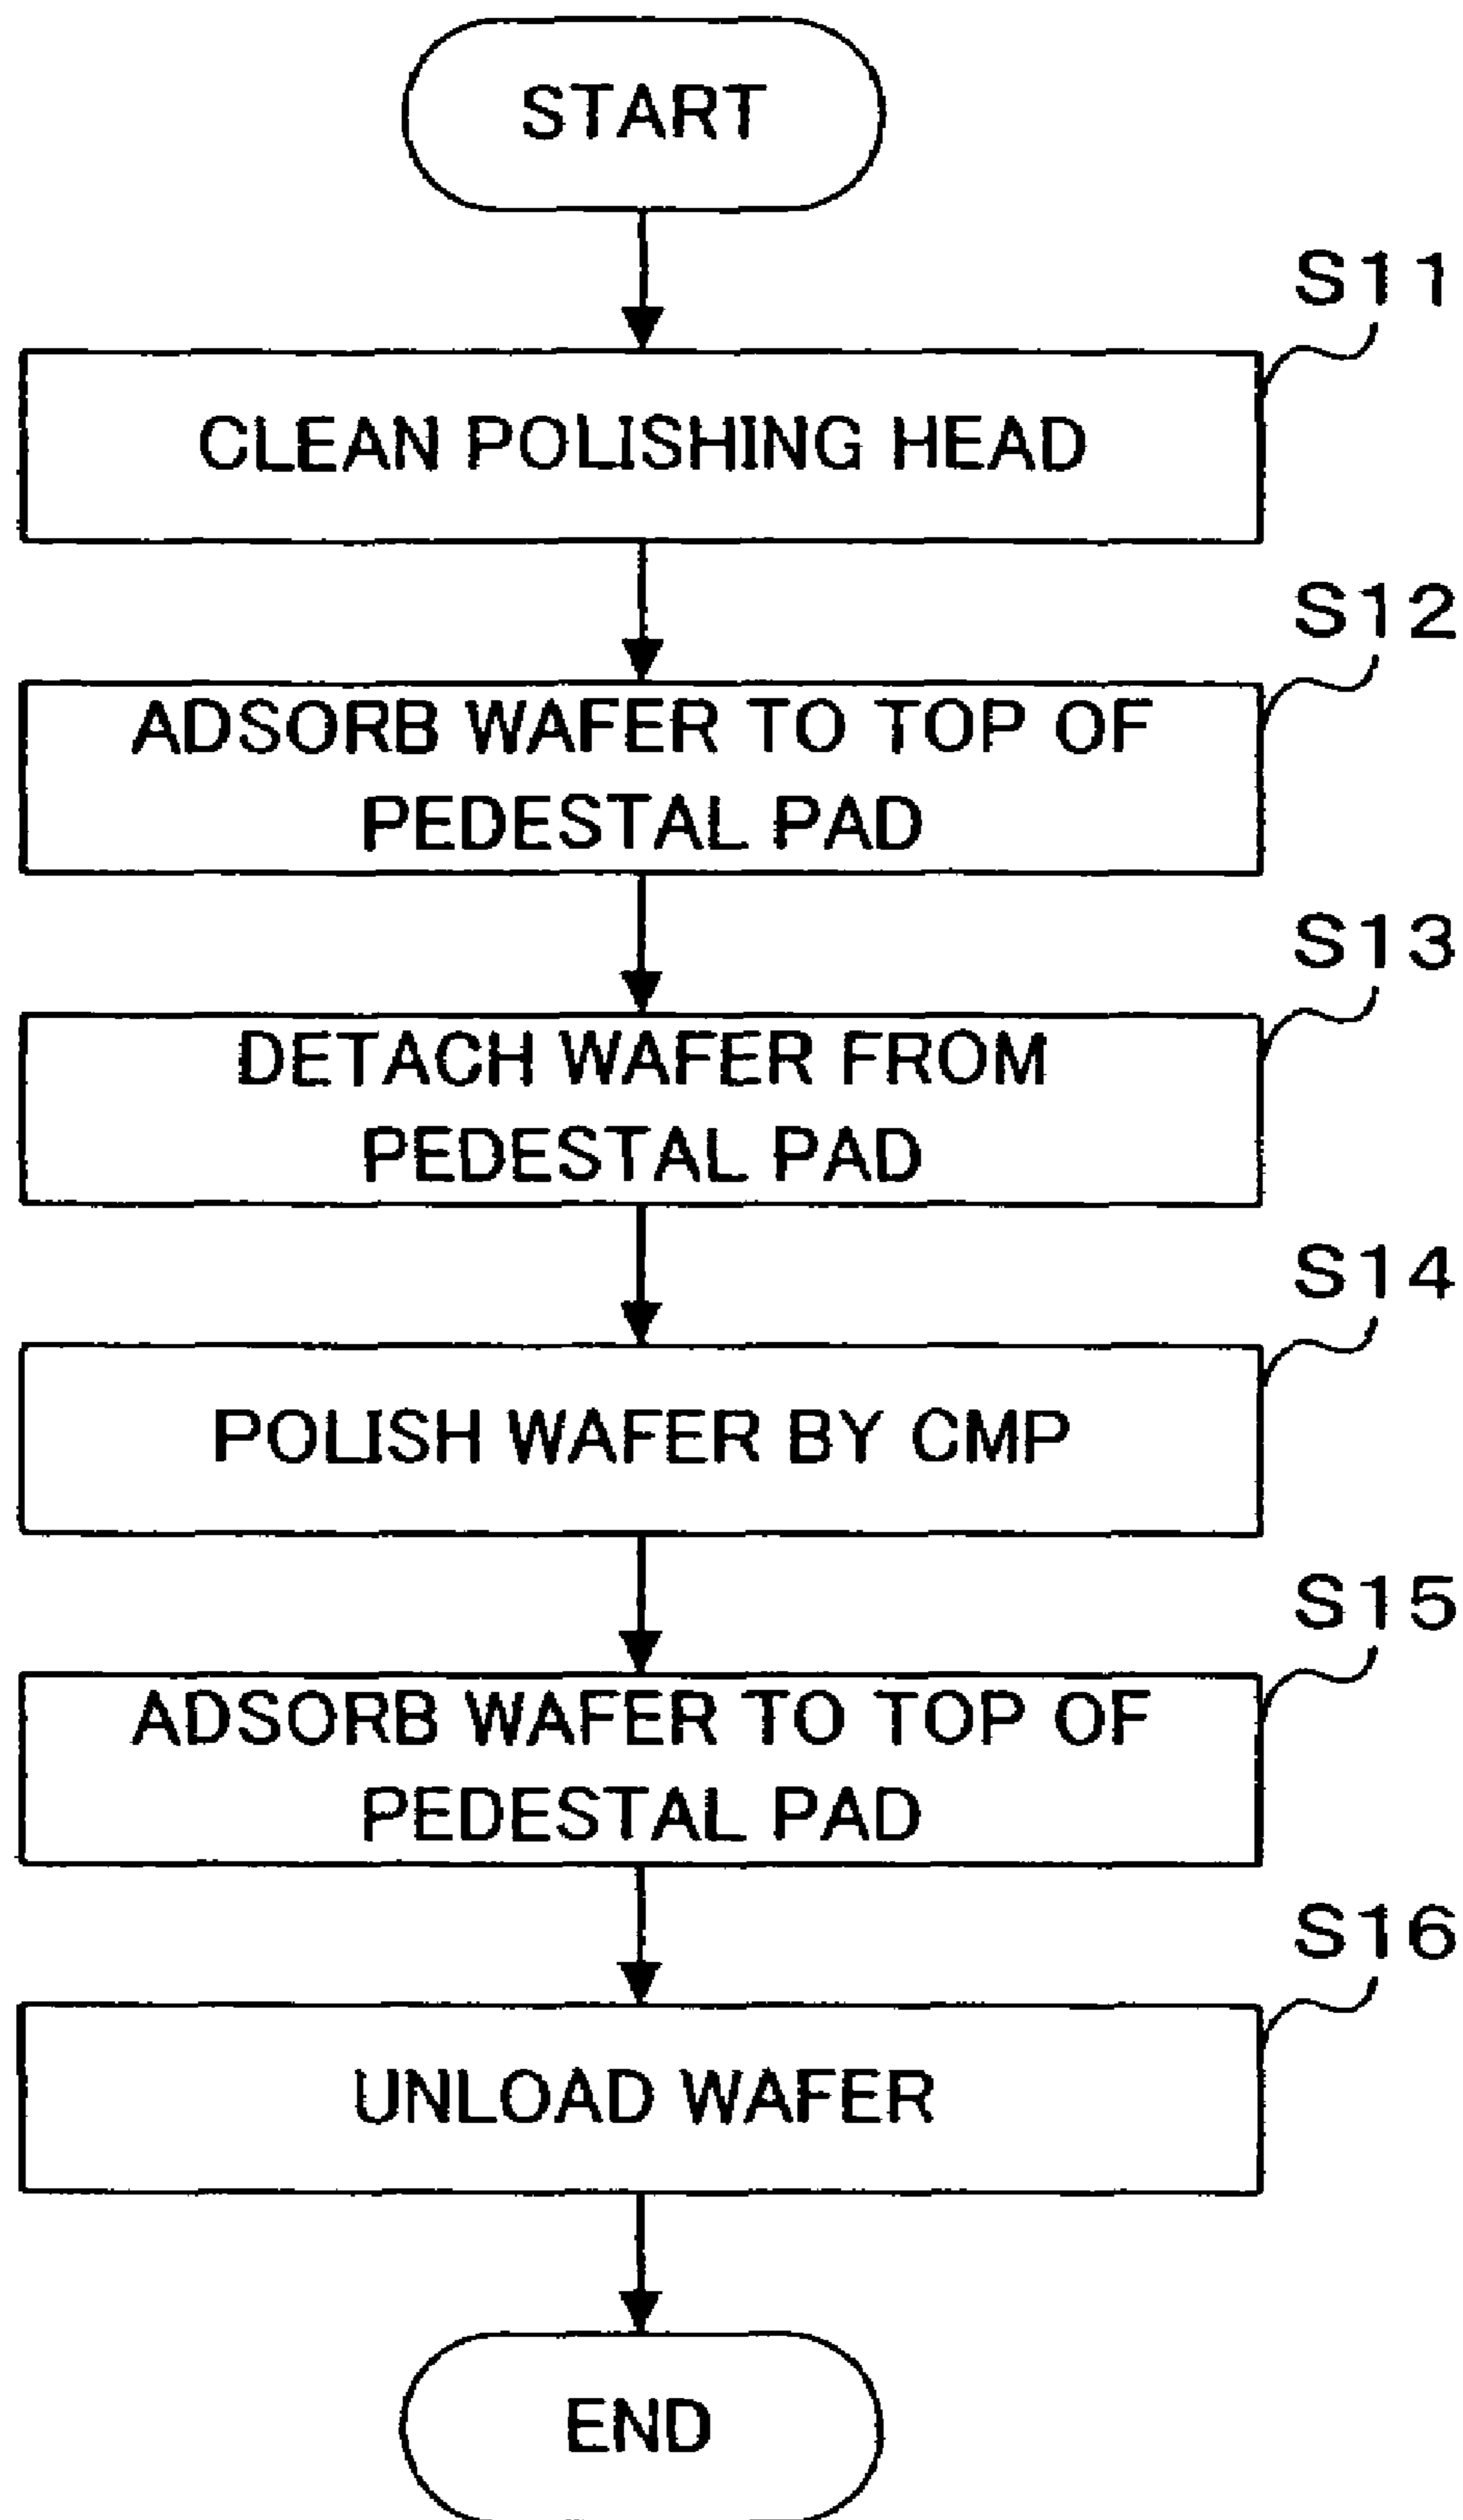 START
S11
CLEAN POLISHING HEAD
S12
ADSORB WAFER TO TOP OF
PEDESTAL PAD
S13
DETACH WAFER FROM
PEDESTAL PAD
S14
POLISH WAFER BY CMP
S15
ADSORB WAFER TO TOP OF
PEDESTAL PAD
S16
UNLOAD WAFER
END